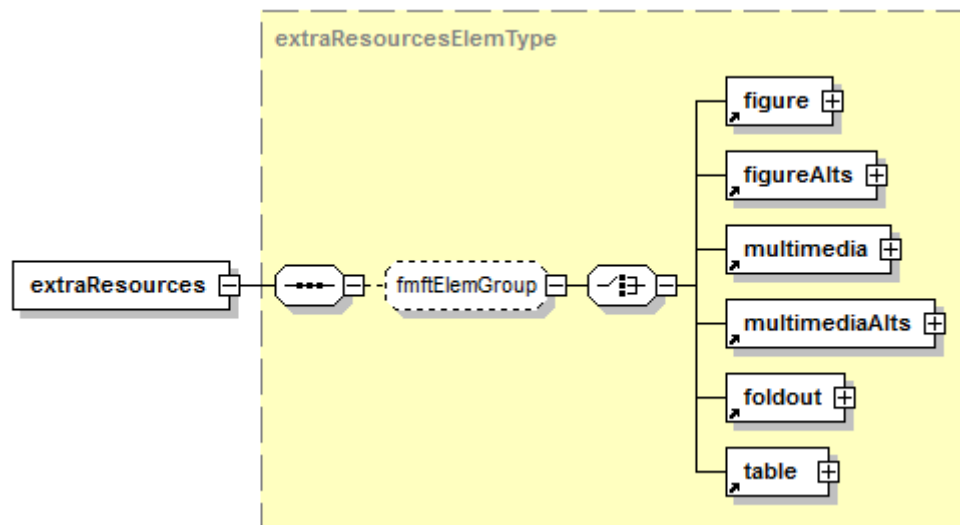 extraResourcesElemType
figure
figureAlts
multimedia
extraResources
fmftElemGroup
multimediaAlts
foldout
table